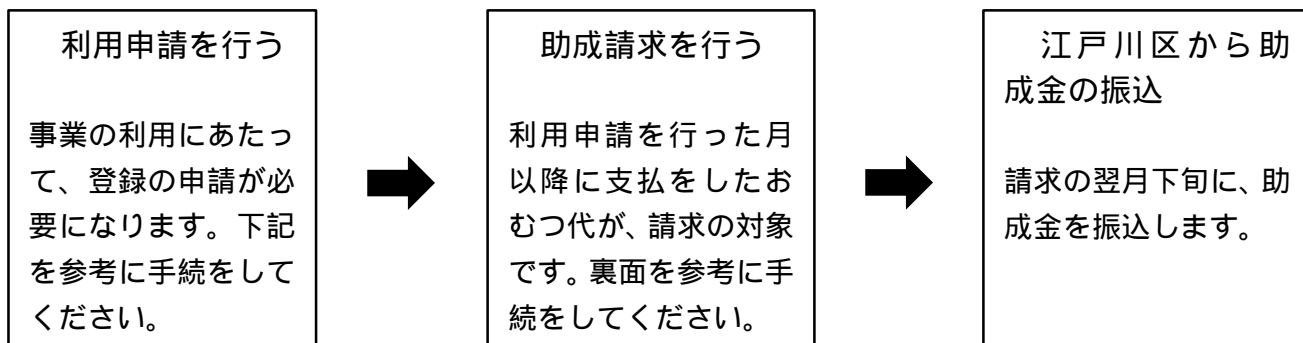 利用申請を行う
事業の利用にあたっ
て、登録の申請が必
要になります。下記
を参考に手続をして
ください。
助成請求を行う
利用申請を行った月
以降に支払をしたお
むつ代が、請求の対象
です。裏面を参考に手
続をしてください。
江戸川区から助
成金の振込
請求の翌月下旬に、助
成金を振込します。